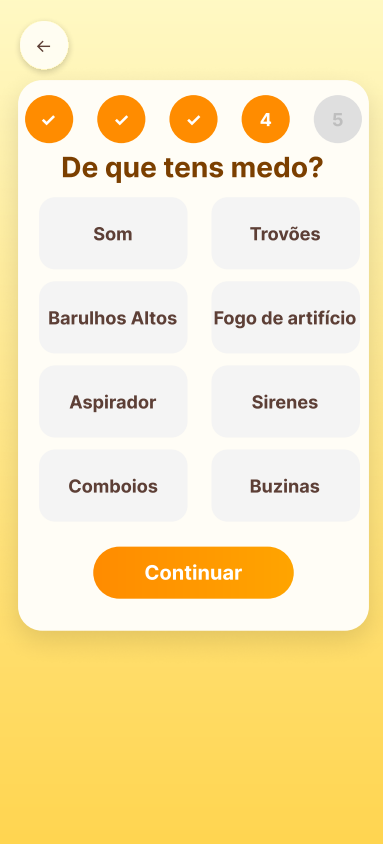 ←
✓ ✓ ✓ 4 5
De que tens medo?
Som Trovões
Barulhos Altos Fogo de artifício
Aspirador Sirenes
Comboios Buzinas
Continuar